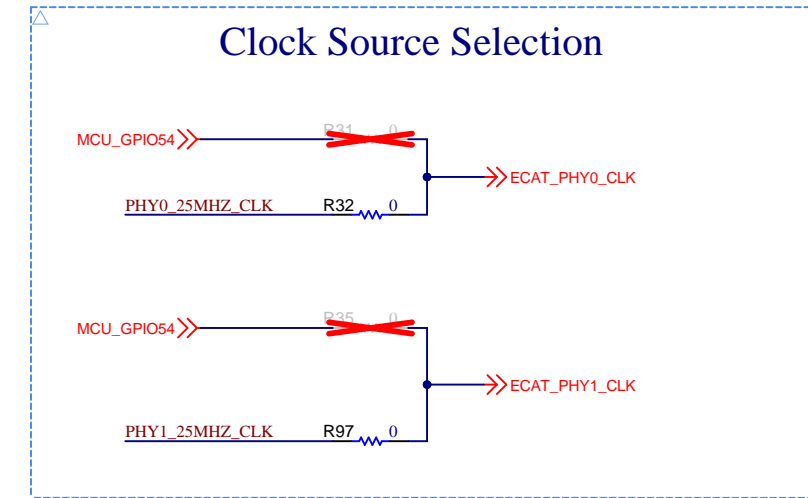 Clock Source Selection
R31 0
MCU_GPIO54
ECAT_PHY0_CLK
PHY0_25MHZ_CLK R32 0
R35 0
MCU_GPIO54
ECAT_PHY1_CLK
PHY1_25MHZ_CLK R97 0